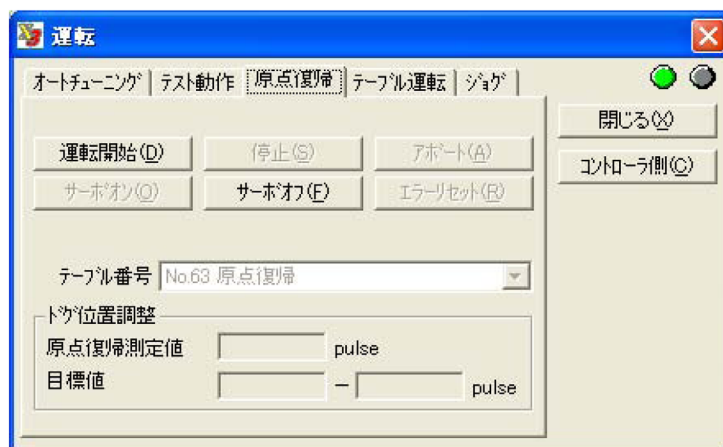 運転
ｵｰﾄﾁｭｰﾆﾝｸﾞ ﾃｽﾄ動作 原点復帰 ﾃｰﾌﾞﾙ運転 ｼﾞｮｸﾞ
閉じる(X)
運転開始(D) 停止(S) ｱﾎﾞｰﾄ(A)
ｺﾝﾄﾛｰﾗ側(C)
ｻｰﾎﾞｵﾝ(O) ｻｰﾎﾞｵﾌ(F) ｴﾗｰﾘｾｯﾄ(R)
ﾃｰﾌﾞﾙ番号 No.63 原点復帰
ﾄﾞｸﾞ位置調整
原点復帰測定値 pulse
目標値 － pulse